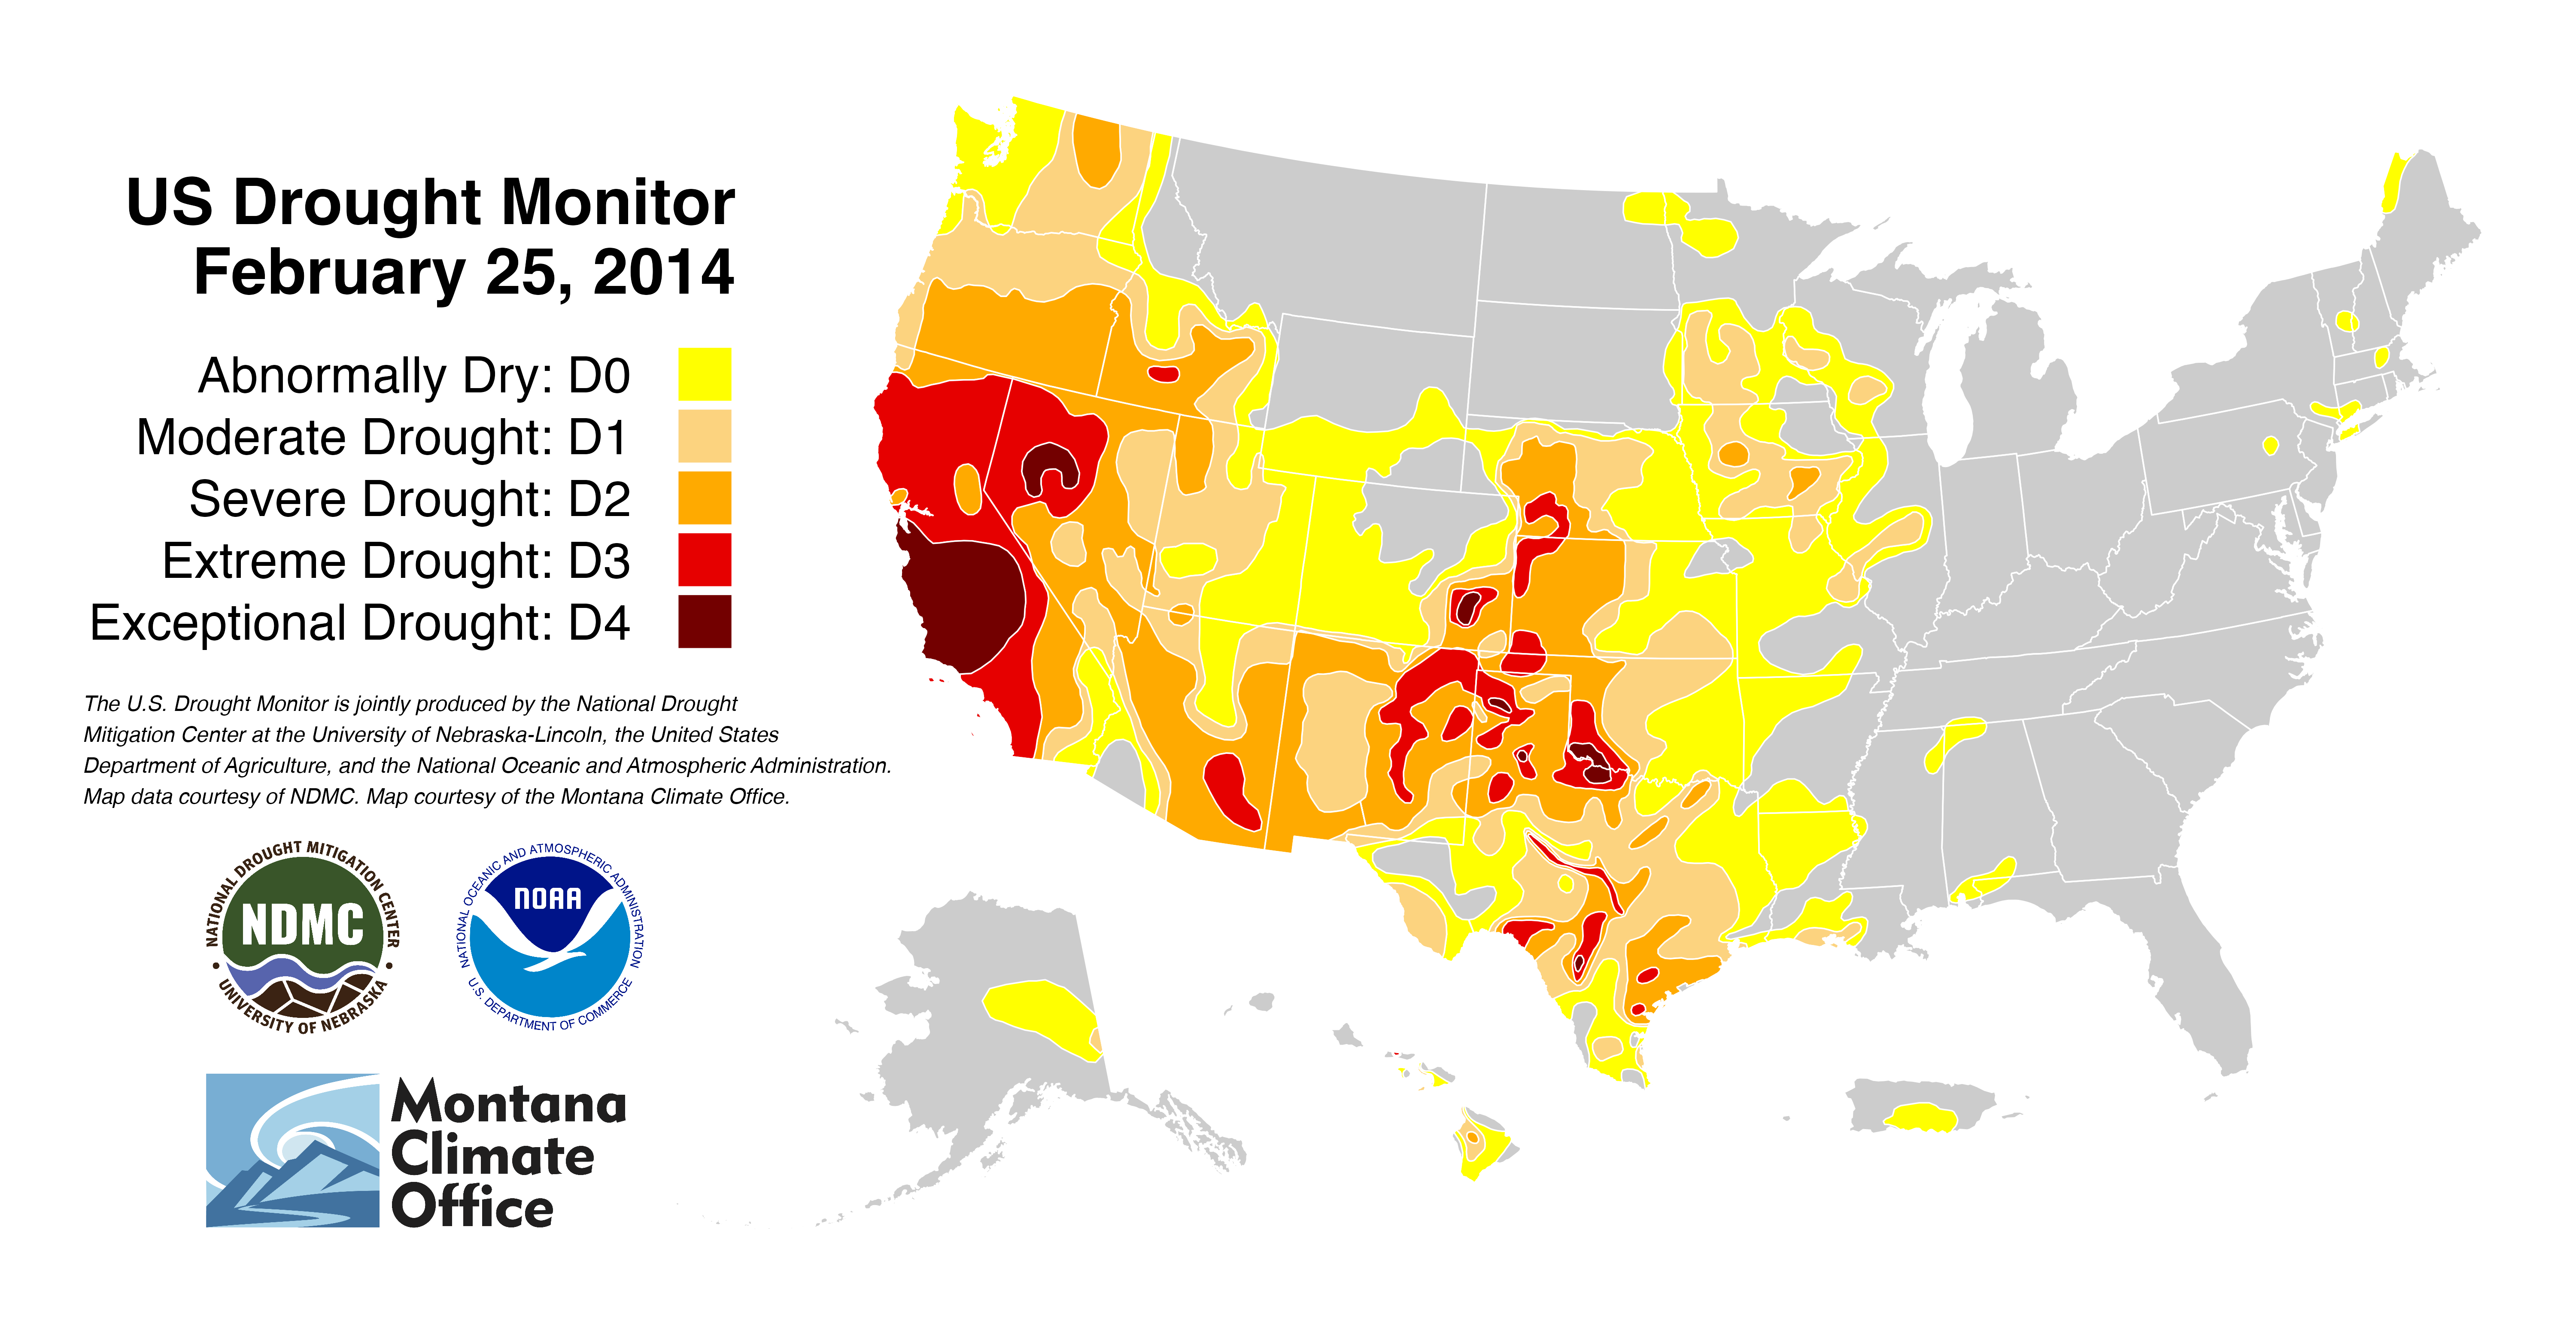 US Drought Monitor
February 25, 2014
Abnormally Dry: D0
Moderate Drought: D1
Severe Drought: D2
Extreme Drought: D3
Exceptional Drought: D4
The U.S. Drought Monitor is jointly produced by the National Drought
Mitigation Center at the University of Nebraska-Lincoln, the United States
Department of Agriculture, and the National Oceanic and Atmospheric Administration.
Map data courtesy of NDMC. Map courtesy of the Montana Climate Office.
NATIONAL DROUGHT MITIGATION CENTER
NDMC
• UNIVERSITY OF NEBRASKA •
NATIONAL OCEANIC AND ATMOSPHERIC ADMINISTRATION
NOAA
U.S. DEPARTMENT OF COMMERCE
Montana
Climate
Office